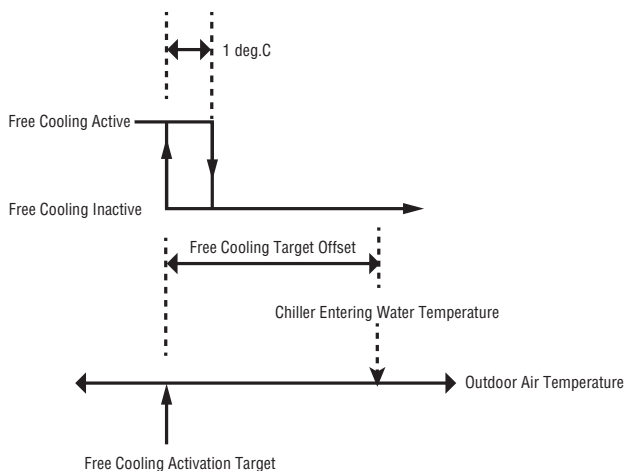 1 deg.C
Free Cooling Active
Free Cooling Inactive
Free Cooling Target Offset
Chiller Entering Water Temperature
Outdoor Air Temperature
Free Cooling Activation Target